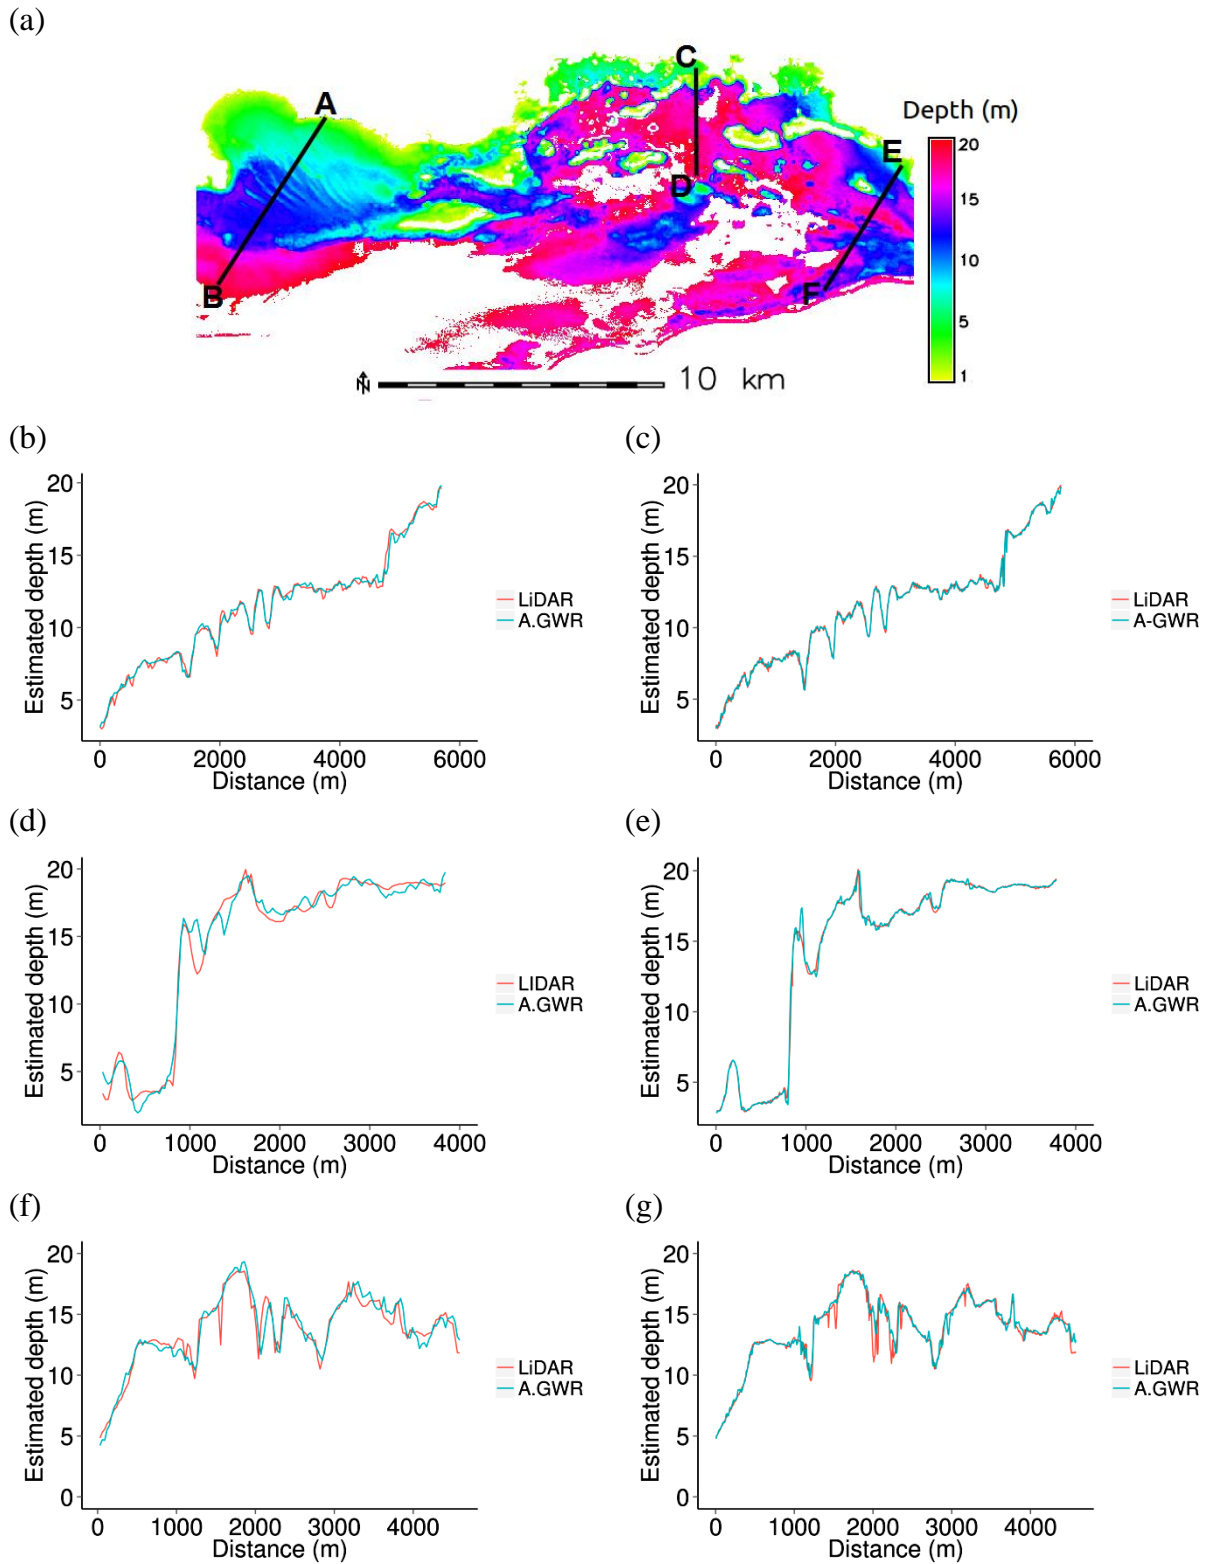 (a)
A
B
C
D
E
F
Depth (m)
20
15
10
5
1
N
10 km
(b)
Estimated depth (m)
20
15
10
5
0 2000 4000 6000
Distance (m)
LiDAR
A.GWR
(c)
Estimated depth (m)
20
15
10
5
0 2000 4000 6000
Distance (m)
LiDAR
A-GWR
(d)
Estimated depth (m)
20
15
10
5
0 1000 2000 3000 4000
Distance (m)
LIDAR
A.GWR
(e)
Estimated depth (m)
20
15
10
5
0 1000 2000 3000 4000
Distance (m)
LiDAR
A.GWR
(f)
Estimated depth (m)
20
15
10
5
0
0 1000 2000 3000 4000
Distance (m)
LiDAR
A.GWR
(g)
Estimated depth (m)
20
15
10
5
0
0 1000 2000 3000 4000
Distance (m)
LiDAR
A.GWR